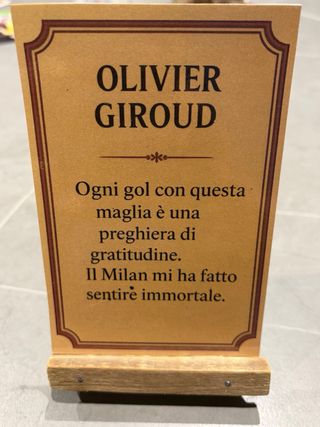 OLIVIER
GIROUD
Ogni gol con questa
maglia è una
preghiera di
gratitudine.
Il Milan mi ha fatto
sentire immortale.